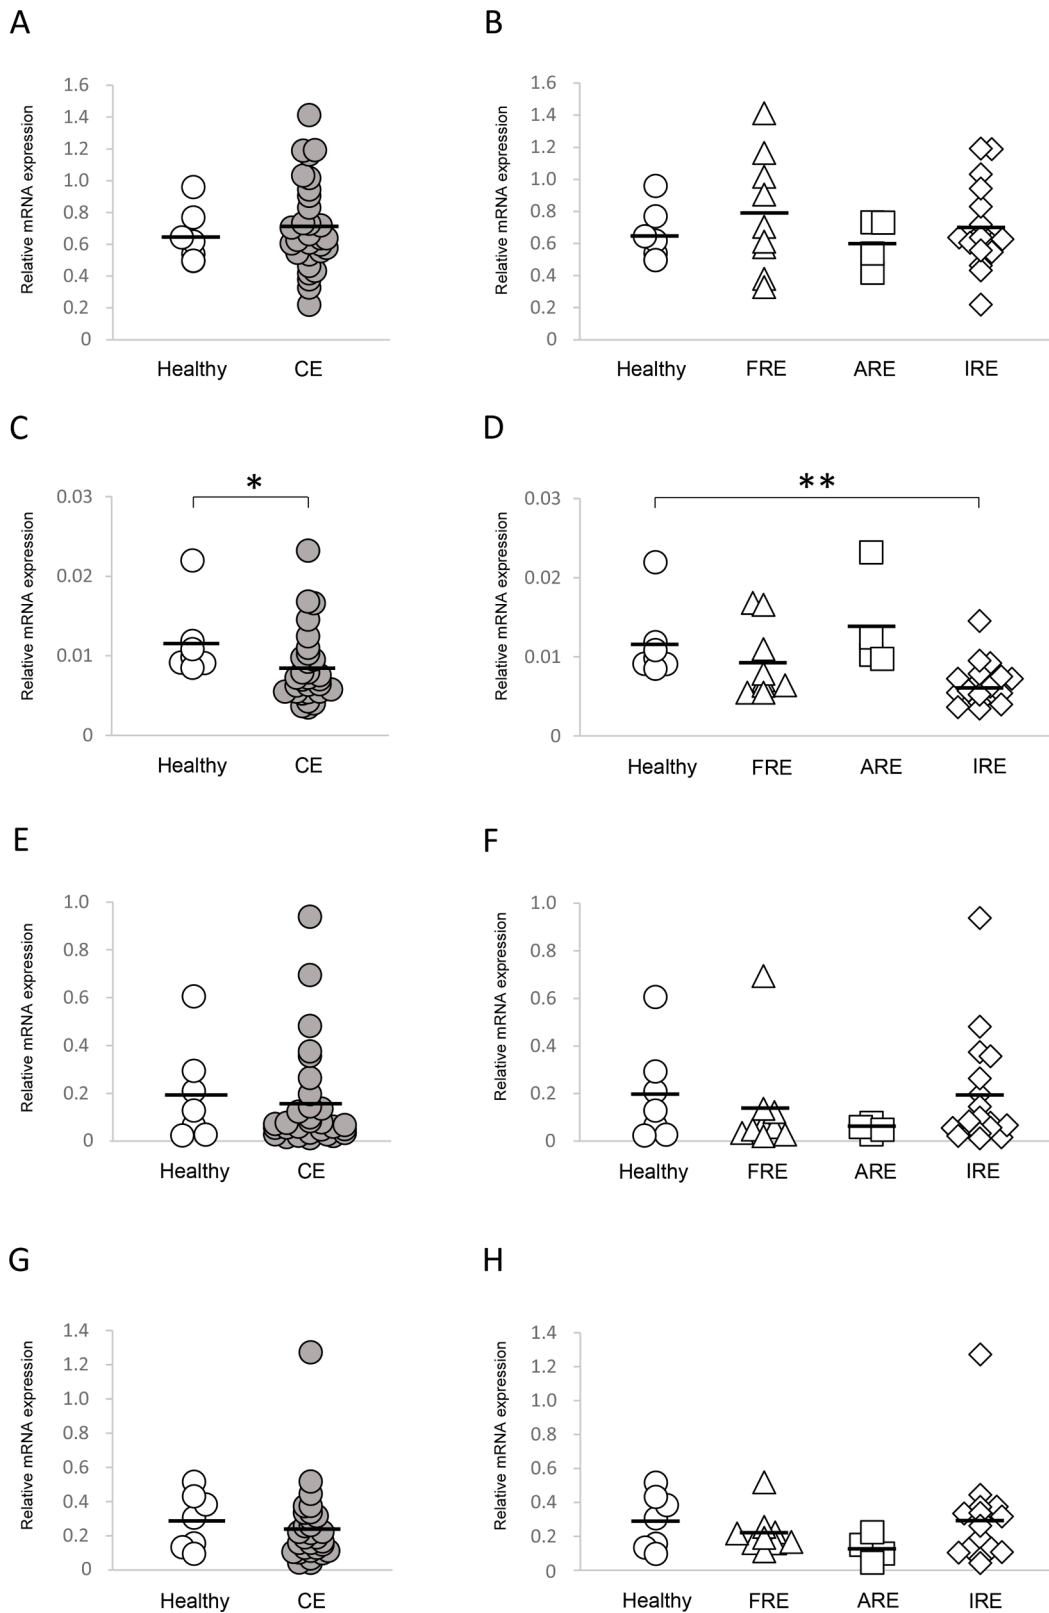 A
B
Relative mRNA expression
1.6
1.4
1.2
1.0
0.8
0.6
0.4
0.2
0
Healthy
CE
Relative mRNA expression
1.6
1.4
1.2
1.0
0.8
0.6
0.4
0.2
0
Healthy
FRE
ARE
IRE
C
D
Relative mRNA expression
0.03
0.02
0.01
0
*
Healthy
CE
Relative mRNA expression
0.03
0.02
0.01
0
**
Healthy
FRE
ARE
IRE
E
F
Relative mRNA expression
1.0
0.8
0.6
0.4
0.2
0
Healthy
CE
Relative mRNA expression
1.0
0.8
0.6
0.4
0.2
0
Healthy
FRE
ARE
IRE
G
H
Relative mRNA expression
1.4
1.2
1.0
0.8
0.6
0.4
0.2
0
Healthy
CE
Relative mRNA expression
1.4
1.2
1.0
0.8
0.6
0.4
0.2
0
Healthy
FRE
ARE
IRE